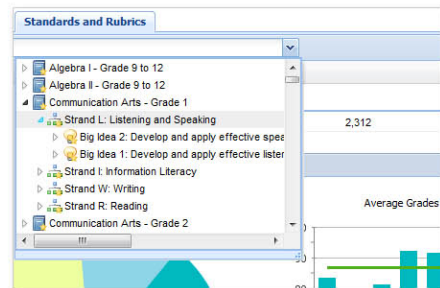 Standards and Rubrics
Algebra I - Grade 9 to 12
Algebra II - Grade 9 to 12
Communication Arts - Grade 1
Strand L: Listening and Speaking
Big Idea 2: Develop and apply effective spea
Big Idea 1: Develop and apply effective listen
Strand I: Information Literacy
Strand W: Writing
Strand R: Reading
Communication Arts - Grade 2
2,312
Average Grades
90